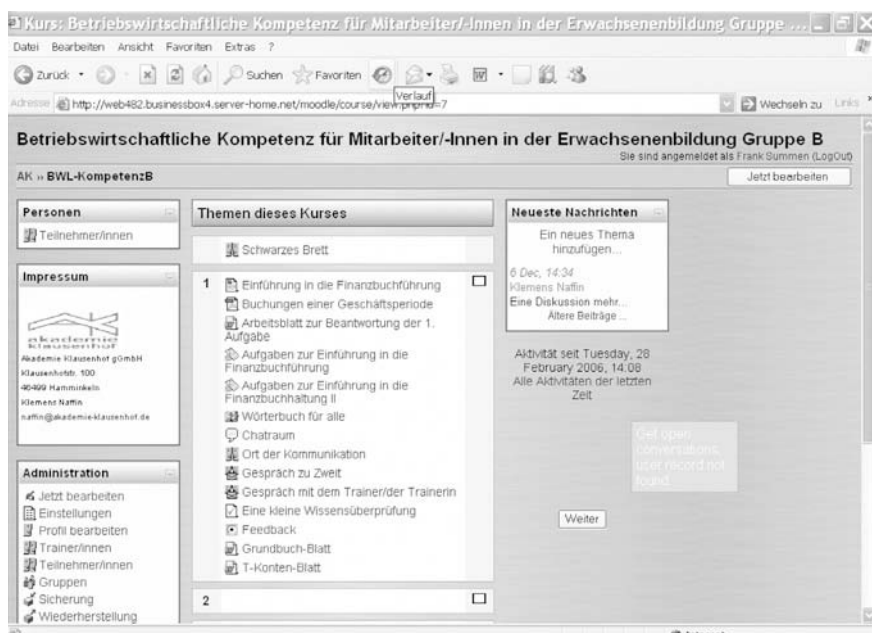 Kurs: Betriebswirtschaftliche Kompetenz für Mitarbeiter/-Innen in der Erwachsenenbildung Gruppe ...
Datei Bearbeiten Ansicht Favoriten Extras ?
Zurück Suchen Favoriten
Verlauf
Adresse http://web482.businessbox4.server-home.net/moodle/course/view.php?id=7 Wechseln zu Links
Betriebswirtschaftliche Kompetenz für Mitarbeiter/-Innen in der Erwachsenenbildung Gruppe B
Sie sind angemeldet als Frank Summen (LogOut)
AK » BWL-KompetenzB
Jetzt bearbeiten
Personen
Teilnehmer/innen
Impressum
akademie
klausenhof
Akademie Klausenhof gGmbH
Klausenhofstr. 100
46499 Hamminkeln
Klemens Naffin
naffin@akademie-klausenhof.de
Administration
Jetzt bearbeiten
Einstellungen
Profil bearbeiten
Trainer/innen
Teilnehmer/innen
Gruppen
Sicherung
Wiederherstellung
Themen dieses Kurses
Schwarzes Brett
1
Einführung in die Finanzbuchführung
Buchungen einer Geschäftsperiode
Arbeitsblatt zur Beantwortung der 1.
Aufgabe
Aufgaben zur Einführung in die
Finanzbuchführung
Aufgaben zur Einführung in die
Finanzbuchhaltung II
Wörterbuch für alle
Chatraum
Ort der Kommunikation
Gespräch zu Zweit
Gespräch mit dem Trainer/der Trainerin
Eine kleine Wissensüberprüfung
Feedback
Grundbuch-Blatt
T-Konten-Blatt
2
Neueste Nachrichten
Ein neues Thema
hinzufügen...
6 Dec, 14:34
Klemens Naffin
Eine Diskussion mehr...
Ältere Beiträge ...
Aktivität seit Tuesday, 28
February 2006, 14:08
Alle Aktivitäten der letzten
Zeit
Get open
conversations:
user record not
found.
Weiter